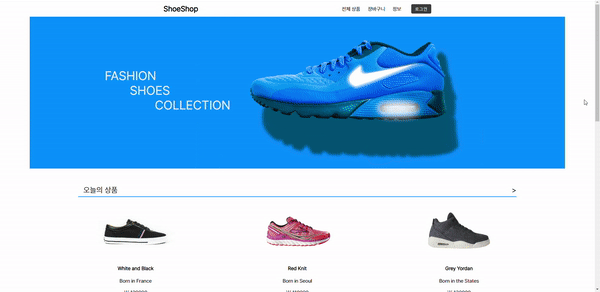 ShoeShop
전체 상품 장바구니 정보 로그인
FASHION
SHOES
COLLECTION
오늘의 상품 >
White and Black Red Knit Grey Yordan
Born in France Born in Seoul Born in the States